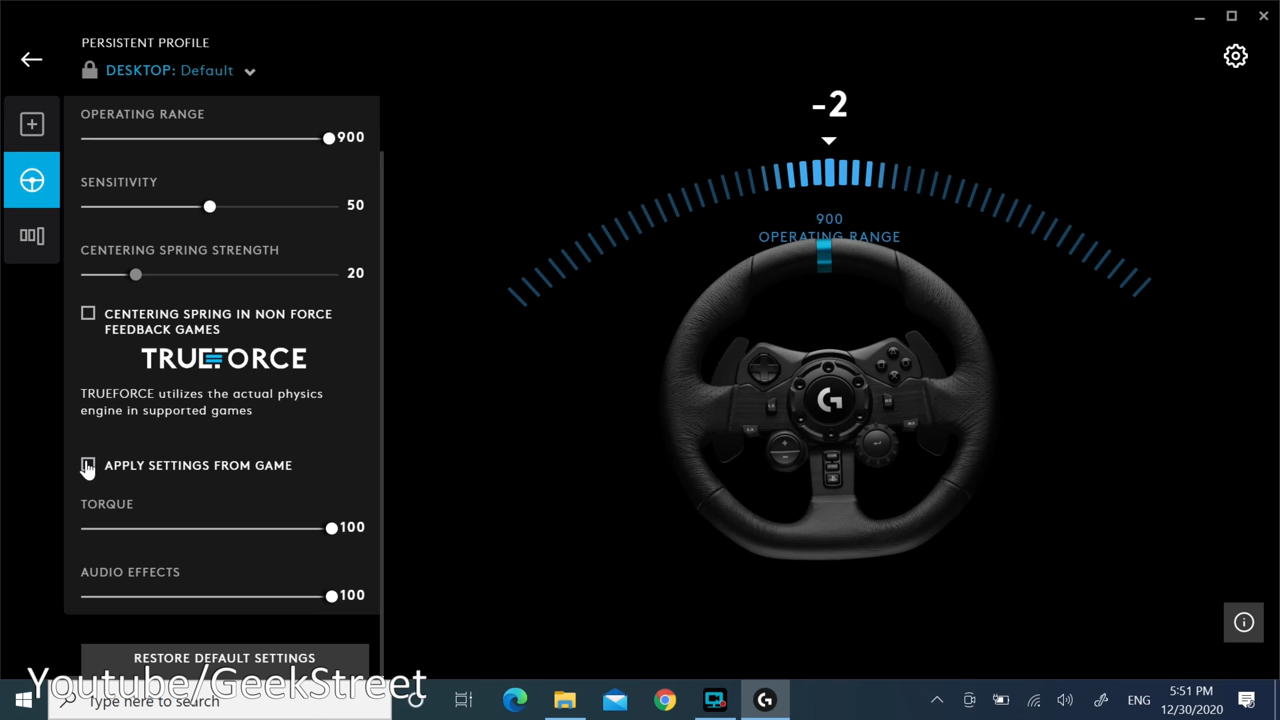 PERSISTENT PROFILE
DESKTOP: Default
OPERATING RANGE
900
SENSITIVITY
50
CENTERING SPRING STRENGTH
20
CENTERING SPRING IN NON FORCE
FEEDBACK GAMES
TRUEFORCE
TRUEFORCE utilizes the actual physics
engine in supported games
APPLY SETTINGS FROM GAME
TORQUE
100
AUDIO EFFECTS
100
RESTORE DEFAULT SETTINGS
-2
900
OPERATING RANGE
Youtube/GeekStreet
Type here to search
ENG
5:51 PM
12/30/2020